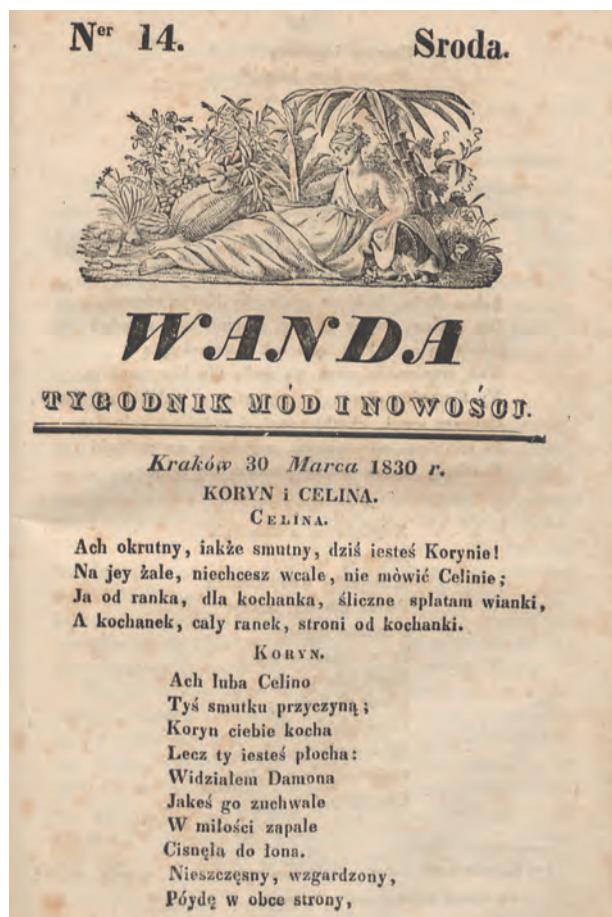 Ner 14.
Sroda.
WANDA
TYGODNIK MÓD I NOWOŚCI.
Kraków 30 Marca 1830 r.
KORYN i CELINA.
CELINA.
Ach okrutny, iakże smutny, dziś iesteś Korynie!
Na jey żale, niechcesz wcale, nie mówić Celinie;
Ja od ranka, dla kochanka, śliczne splatam wianki,
A kochanek, cały ranek, stroni od kochanki.
KORYN.
Ach luba Celino
Tyś smutku przyczyną;
Koryn ciebie kocha
Lecz ty iesteś płocha:
Widziałem Damona
Jakeś go zuchwale
W miłości zapale
Cisnęła do łona.
Nieszczęsny, wzgardzony,
Póydę w obce strony,